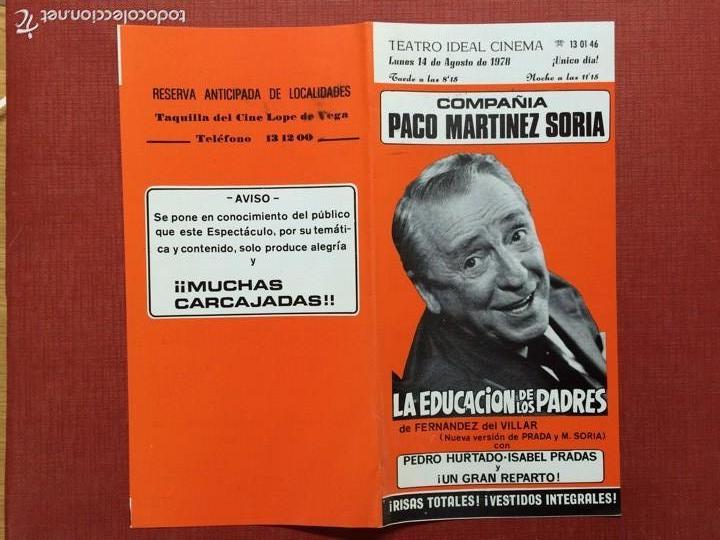 todocoleccion.net
RESERVA ANTICIPADA DE LOCALIDADES
Taquilla del Cine Lope de Vega
Teléfono 13 12 00
- AVISO -
Se pone en conocimiento del público
que este Espectáculo, por su temáti-
ca y contenido, solo produce alegría
y
¡¡MUCHAS
CARCAJADAS!!
TEATRO IDEAL CINEMA ☎ 13 01 46
Lunes 14 de Agosto de 1978 ¡Unico dia!
Tarde a las 8'15 Noche a las 11'15
COMPAÑIA
PACO MARTINEZ SORIA
LA EDUCACION DE LOS PADRES
de FERNANDEZ del VILLAR
(Nueva versión de PRADA y M. SORIA)
con
PEDRO HURTADO-ISABEL PRADAS
y
¡UN GRAN REPARTO!
¡RISAS TOTALES! ¡VESTIDOS INTEGRALES!